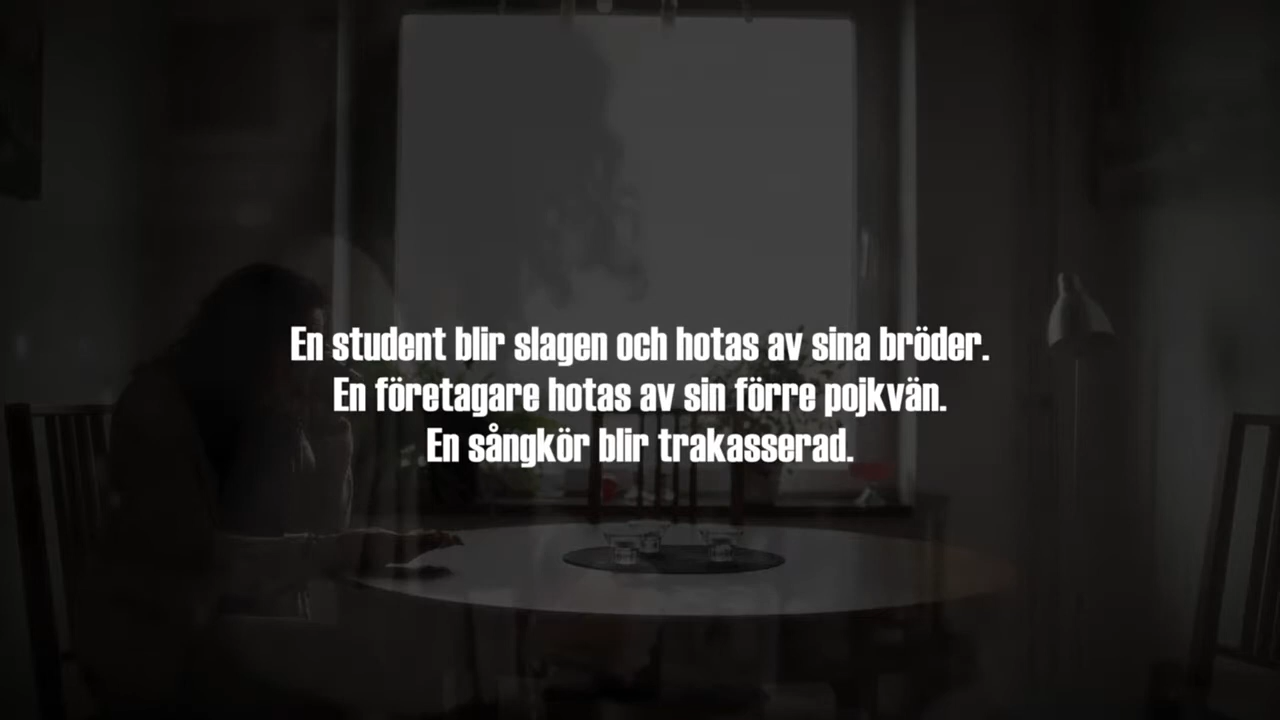 En student blir slagen och hotas av sina bröder.
En företagare hotas av sin förre pojkvän.
En sångkör blir trakasserad.